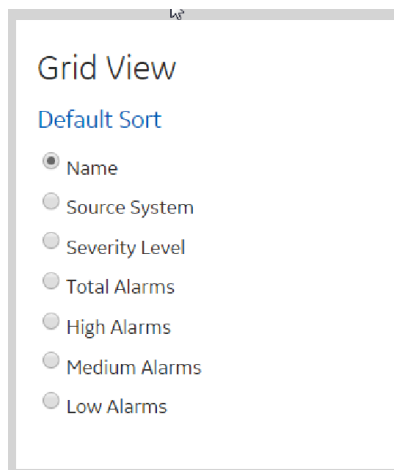 Grid View
Default Sort
Name
Source System
Severity Level
Total Alarms
High Alarms
Medium Alarms
Low Alarms